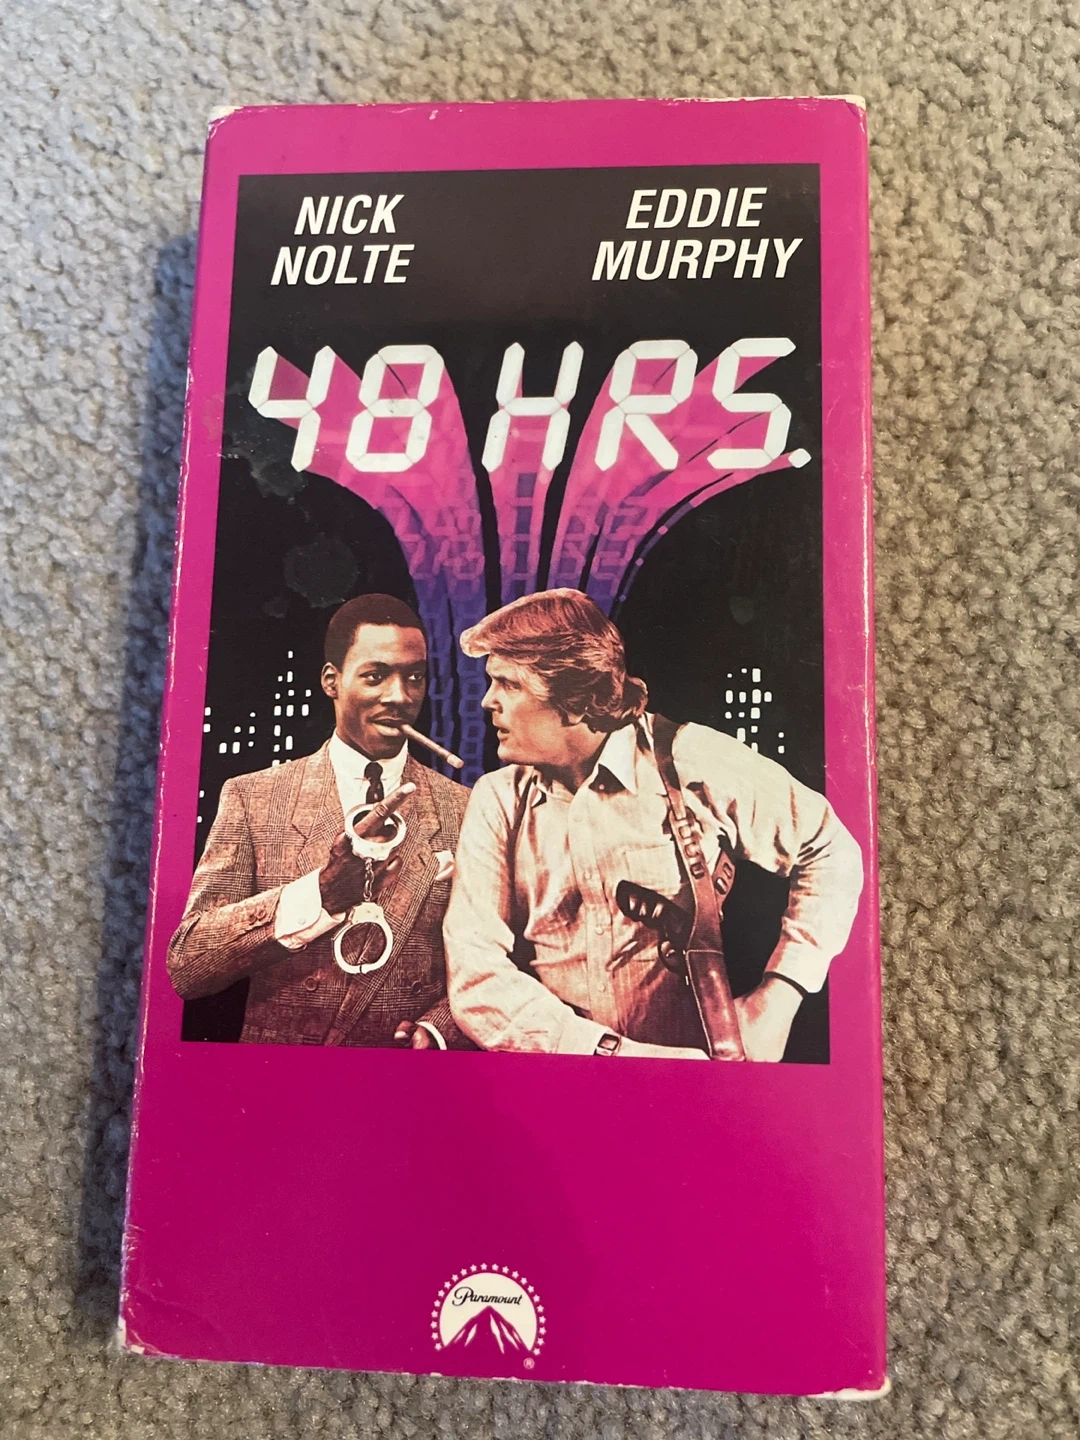 NICK
NOLTE
EDDIE
MURPHY
48 HRS.
Paramount
®